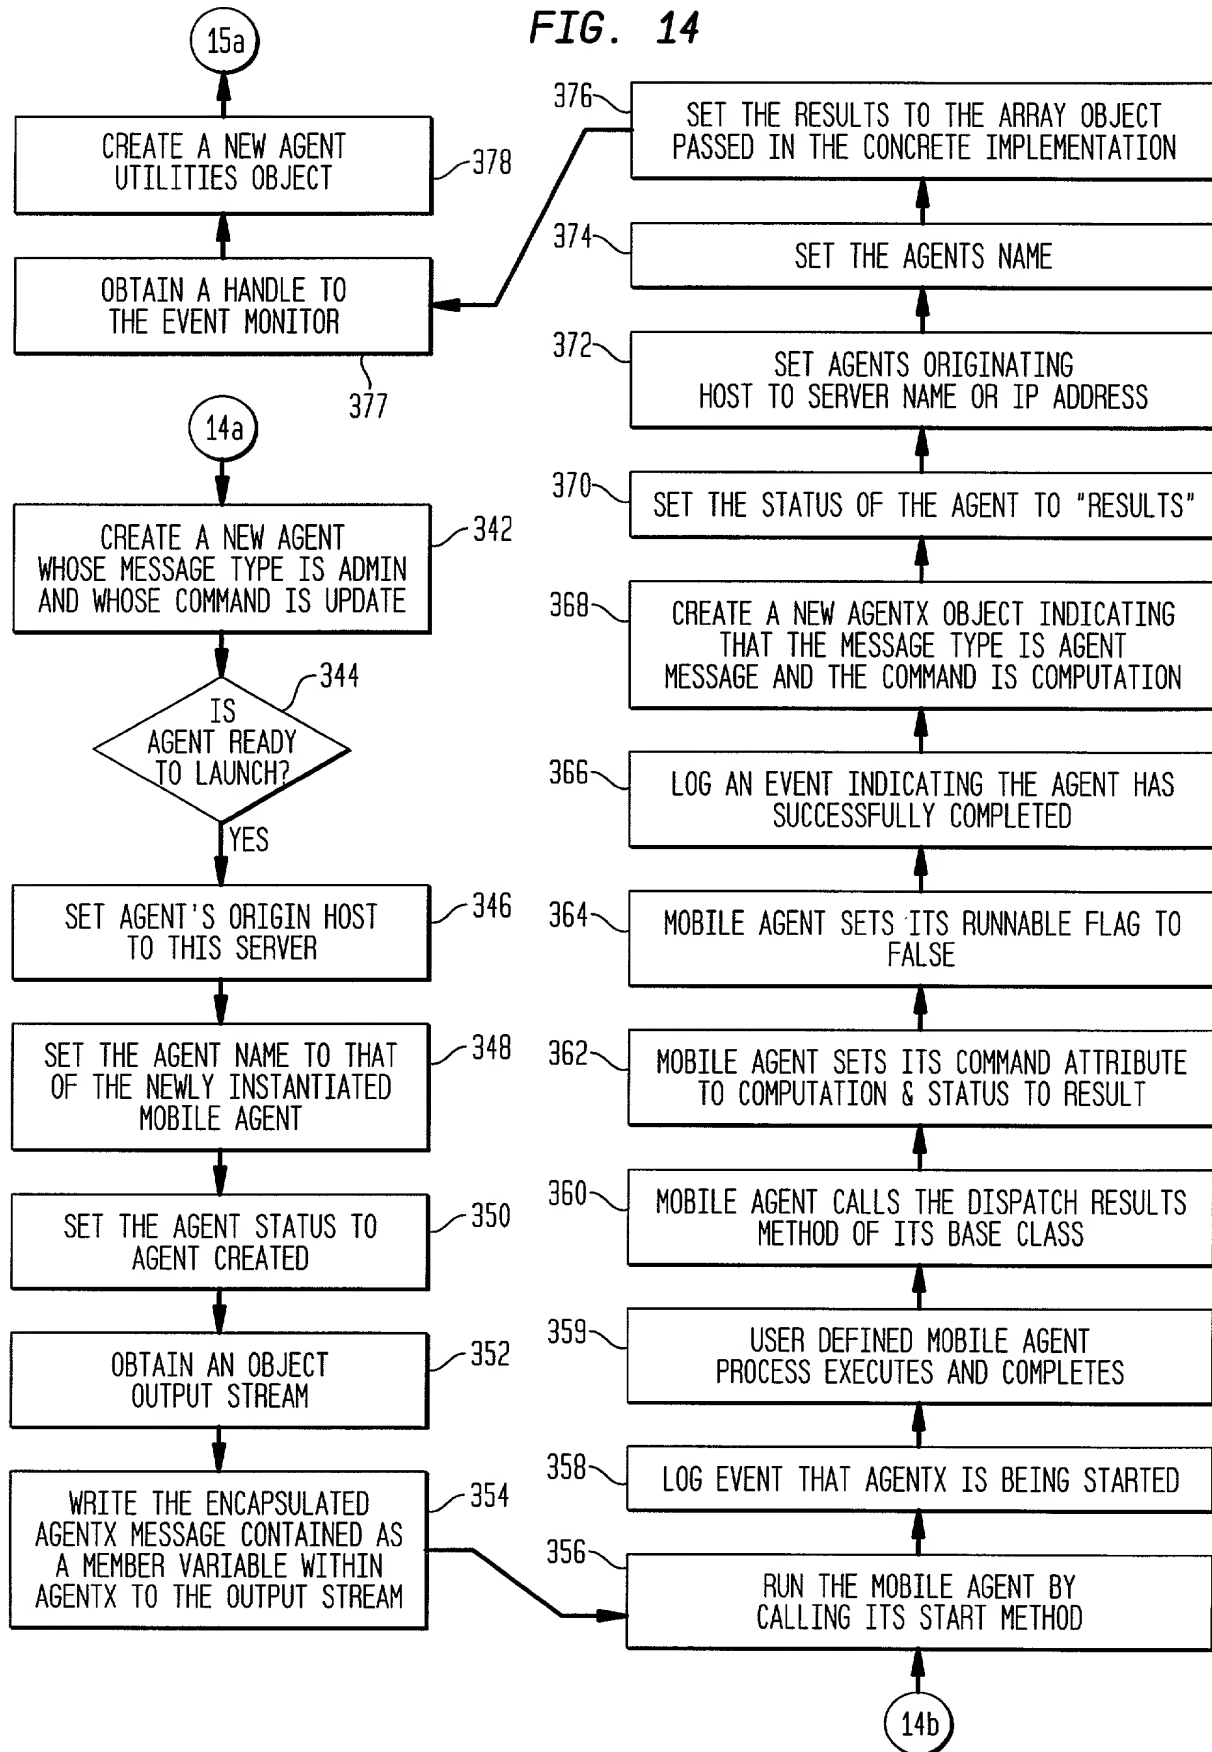 FIG. 14
15a
CREATE A NEW AGENT
UTILITIES OBJECT
378
OBTAIN A HANDLE TO
THE EVENT MONITOR
377
14a
CREATE A NEW AGENT
WHOSE MESSAGE TYPE IS ADMIN
AND WHOSE COMMAND IS UPDATE
342
344
IS
AGENT READY
TO LAUNCH?
YES
SET AGENT'S ORIGIN HOST
TO THIS SERVER
346
SET THE AGENT NAME TO THAT
OF THE NEWLY INSTANTIATED
MOBILE AGENT
348
SET THE AGENT STATUS TO
AGENT CREATED
350
OBTAIN AN OBJECT
OUTPUT STREAM
352
WRITE THE ENCAPSULATED
AGENTX MESSAGE CONTAINED AS
A MEMBER VARIABLE WITHIN
AGENTX TO THE OUTPUT STREAM
354
376
SET THE RESULTS TO THE ARRAY OBJECT
PASSED IN THE CONCRETE IMPLEMENTATION
374
SET THE AGENTS NAME
372
SET AGENTS ORIGINATING
HOST TO SERVER NAME OR IP ADDRESS
370
SET THE STATUS OF THE AGENT TO "RESULTS"
368
CREATE A NEW AGENTX OBJECT INDICATING
THAT THE MESSAGE TYPE IS AGENT
MESSAGE AND THE COMMAND IS COMPUTATION
366
LOG AN EVENT INDICATING THE AGENT HAS
SUCCESSFULLY COMPLETED
364
MOBILE AGENT SETS ITS RUNNABLE FLAG TO
FALSE
362
MOBILE AGENT SETS ITS COMMAND ATTRIBUTE
TO COMPUTATION & STATUS TO RESULT
360
MOBILE AGENT CALLS THE DISPATCH RESULTS
METHOD OF ITS BASE CLASS
359
USER DEFINED MOBILE AGENT
PROCESS EXECUTES AND COMPLETES
358
LOG EVENT THAT AGENTX IS BEING STARTED
356
RUN THE MOBILE AGENT BY
CALLING ITS START METHOD
14b